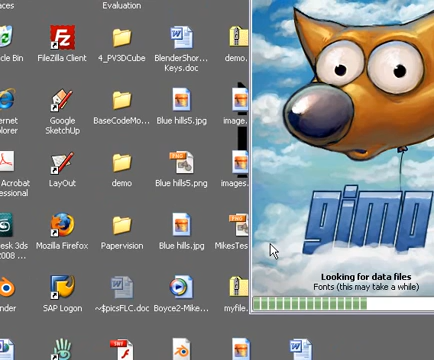 aces
Evaluation
cle Bin
FileZilla Client
4_PV3DCube
BlenderShor...
Keys.doc
demo.
ernet
plorer
Google
SketchUp
BaseCodeMo...
Blue hills5.jpg
image.
Acrobat
essional
LayOut
demo
Blue hills5.png
images.
esk 3ds
2008 ...
Mozilla Firefox
Papervision
Blue hills.jpg
MikesTes
nder
SAP Logon
~$picsFLC.doc
Boyce2-Mike...
myfile.
gimp
Looking for data files
Fonts (this may take a while)